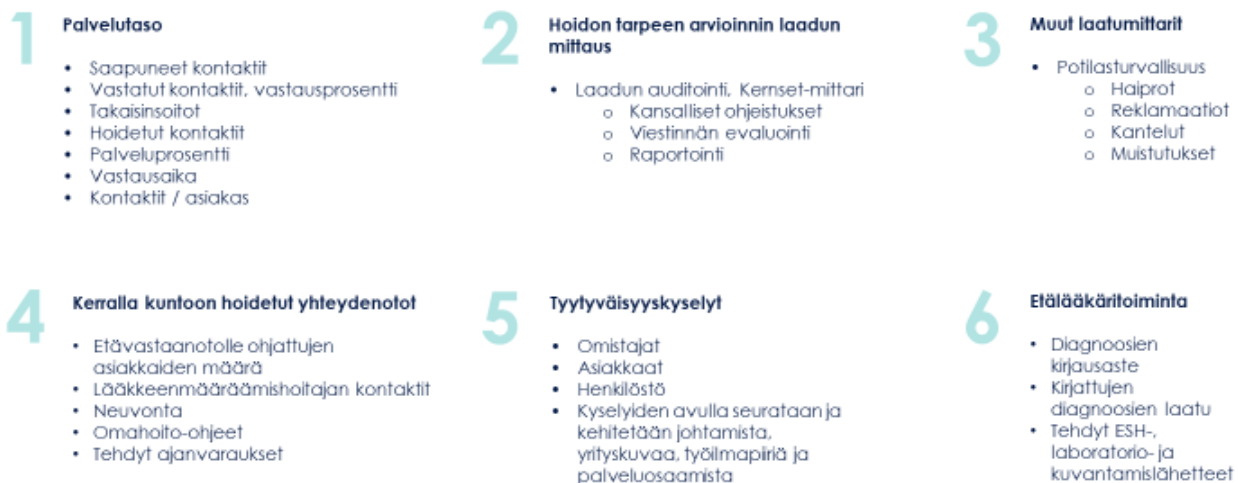 1
Palvelutaso
• Saapuneet kontaktit
• Vastatut kontaktit, vastausprosentti
• Takaisinsoitot
• Hoidetut kontaktit
• Palveluprosentti
• Vastausaika
• Kontaktit / asiakas
2
Hoidon tarpeen arvioinnin laadun
mittaus
• Laadun auditointi, Kernset-mittari
o Kansalliset ohjeistukset
o Viestinnän evaluointi
o Raportointi
3
Muut laatumittarit
• Potilasturvallisuus
o Haiprot
o Reklamaatiot
o Kantelut
o Muistutukset
4
Kerralla kuntoon hoidetut yhteydenotot
• Etävastaanotolle ohjattujen
asiakkaiden määrä
• Lääkkeenmääräämishoitajan kontaktit
• Neuvonta
• Omahoito-ohjeet
• Tehdyt ajanvaraukset
5
Tyytyväisyyskyselyt
• Omistajat
• Asiakkaat
• Henkilöstö
• Kyselyiden avulla seurataan ja
kehitetään johtamista,
yrityskuvaa, työilmapiiriä ja
palveluosaamista
6
Etälääkäritoiminta
• Diagnoosien
kirjausaste
• Kirjattujen
diagnoosien laatu
• Tehdyt ESH-,
laboratorio- ja
kuvantamislähetteet